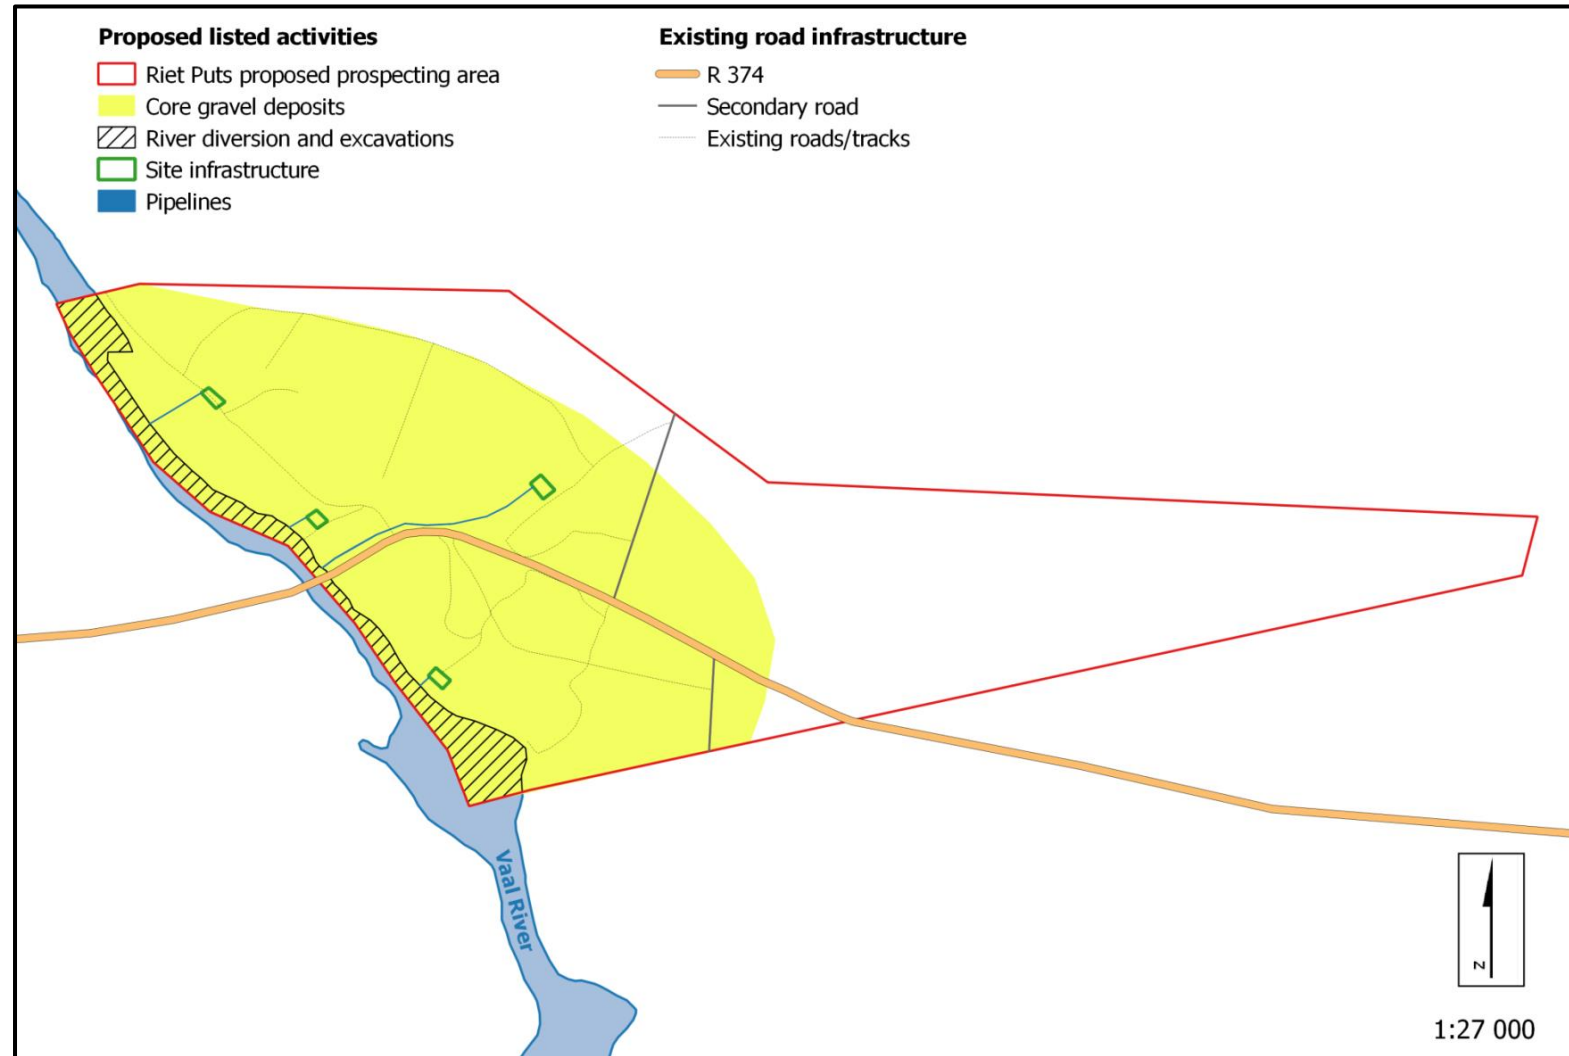 Proposed listed activities
Riet Puts proposed prospecting area
Core gravel deposits
River diversion and excavations
Site infrastructure
Pipelines
Existing road infrastructure
R 374
Secondary road
Existing roads/tracks
Vaal River
z
1:27 000